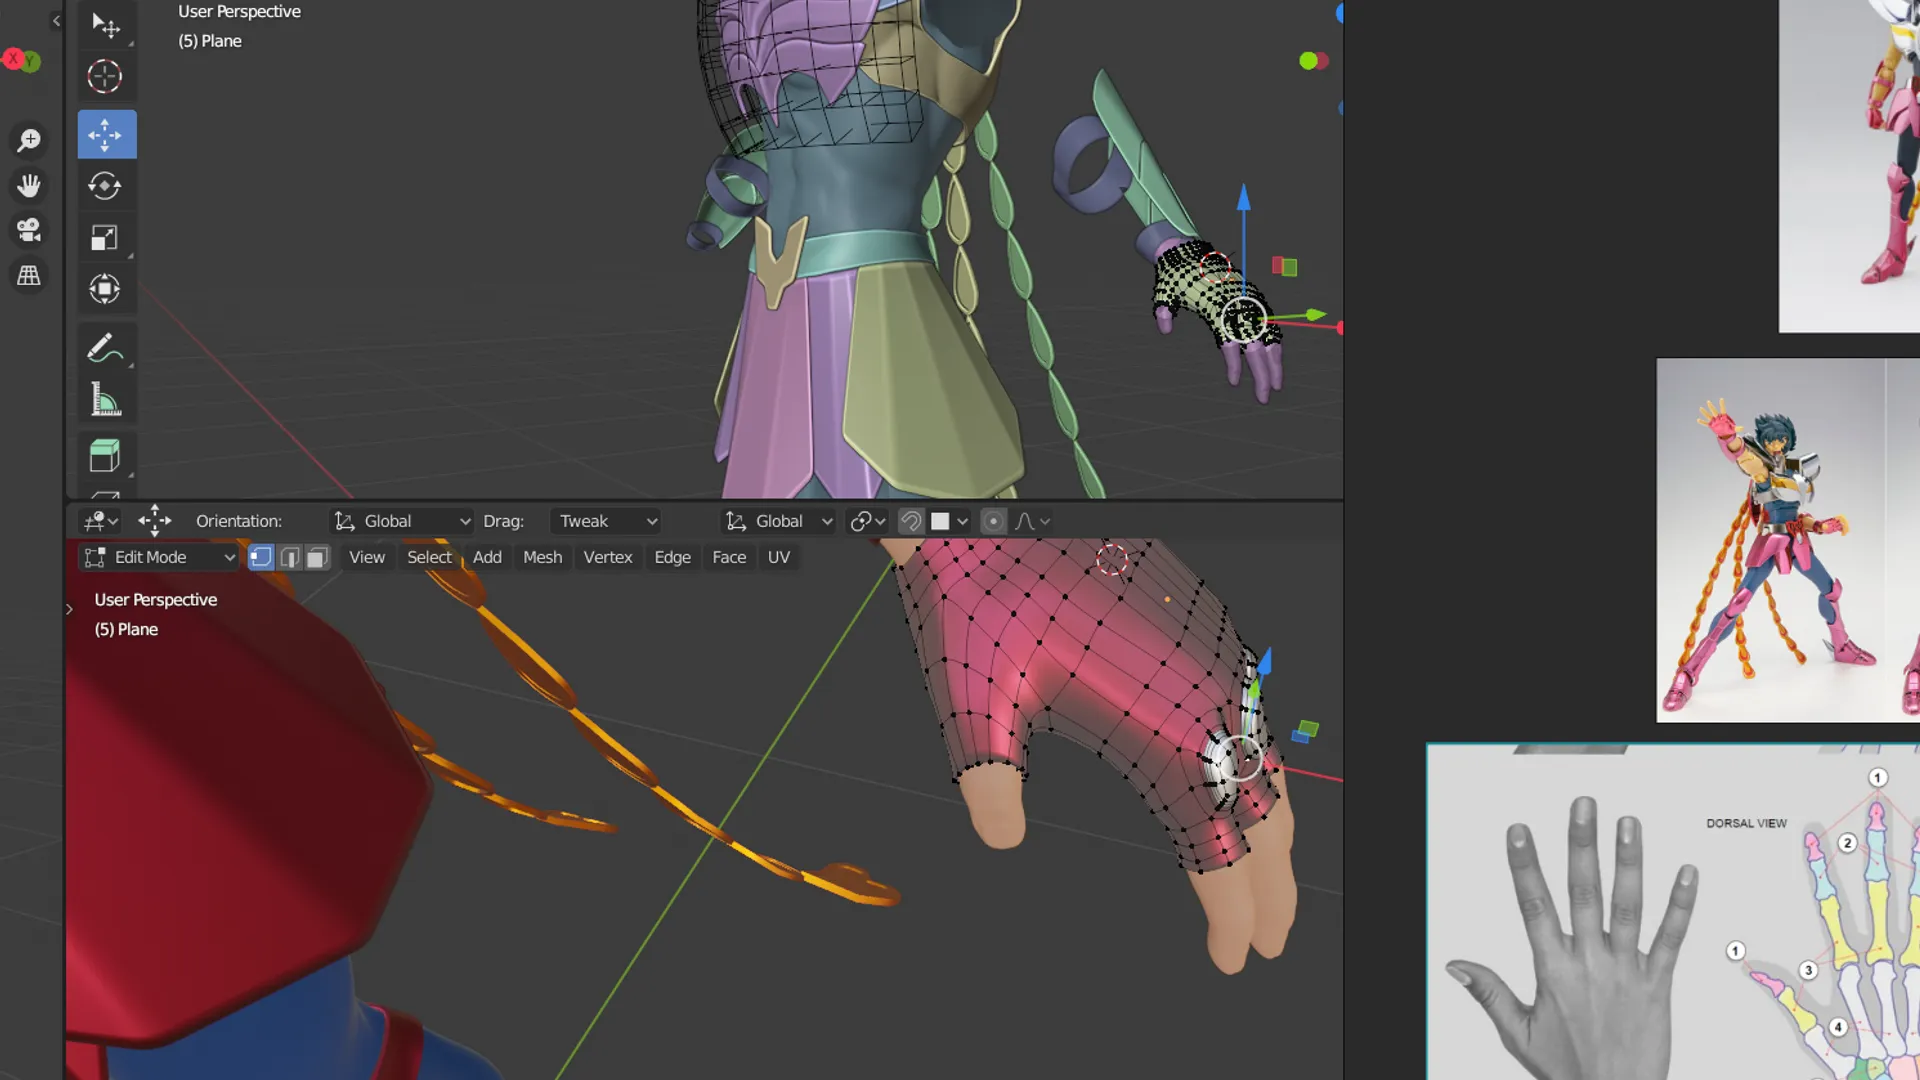 User Perspective
(5) Plane
X
Y
Orientation:
Global
Drag:
Tweak
Global
Edit Mode
View
Select
Add
Mesh
Vertex
Edge
Face
UV
User Perspective
(5) Plane
DORSAL VIEW
1
2
1
3
4